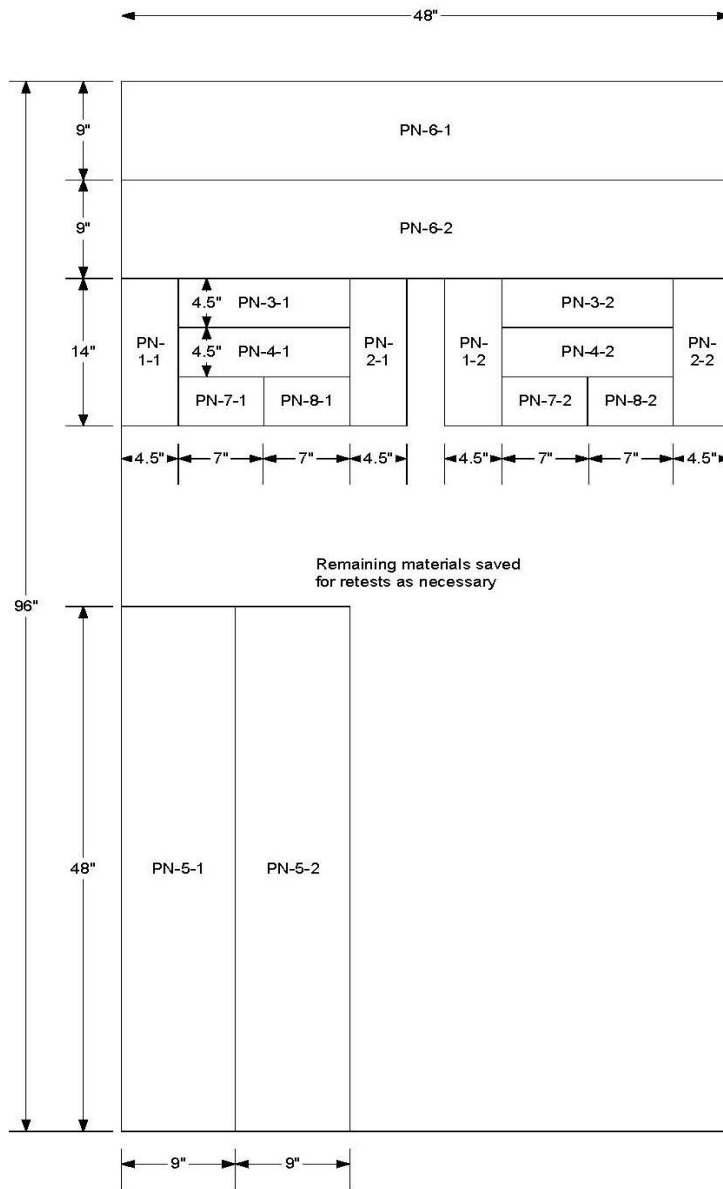 48"
9"
PN-6-1
9"
PN-6-2
14"
PN-
1-1
4.5"
PN-3-1
4.5"
PN-4-1
PN-7-1
PN-8-1
PN-
2-1
PN-
1-2
PN-3-2
PN-4-2
PN-7-2
PN-8-2
PN-
2-2
4.5"
7"
7"
4.5"
4.5"
7"
7"
4.5"
Remaining materials saved
for retests as necessary
96"
48"
PN-5-1
PN-5-2
9"
9"